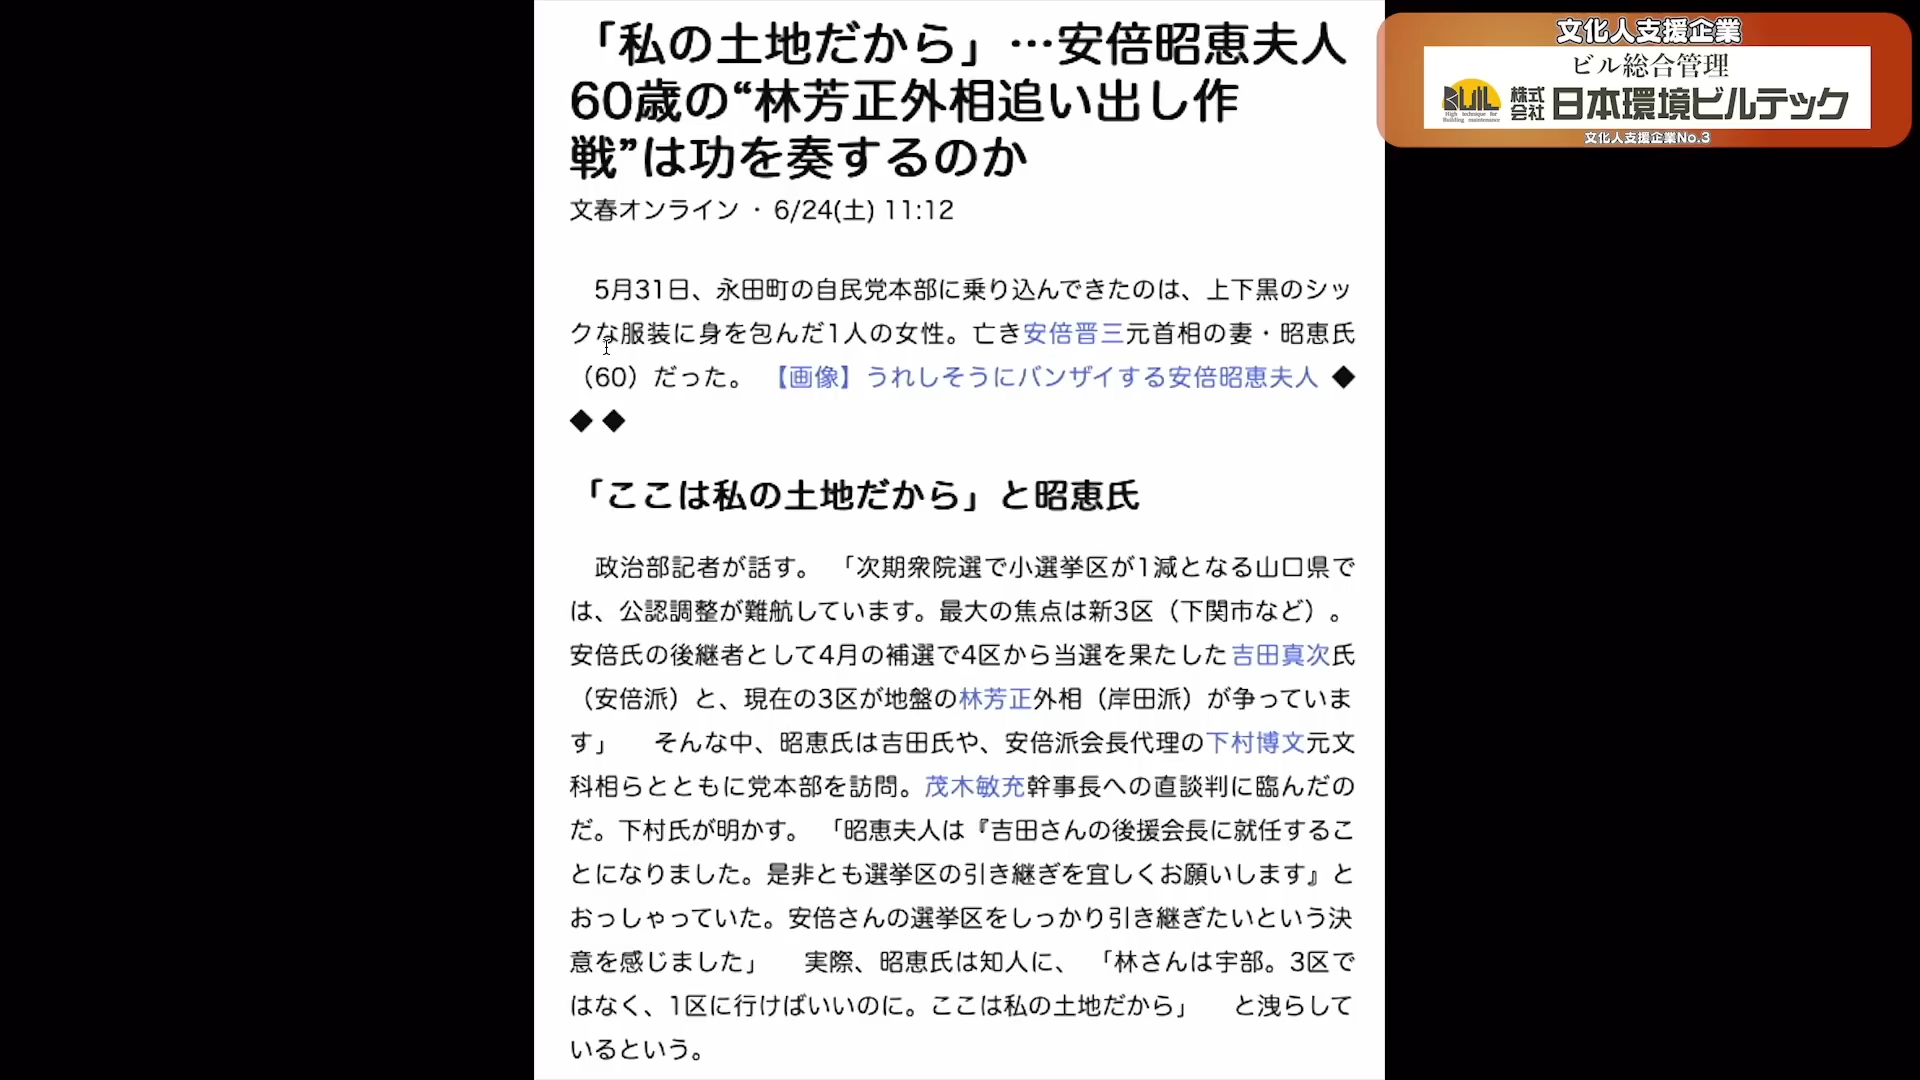 「私の土地だから」…安倍昭恵夫人
60歳の“林芳正外相追い出し作
戦”は功を奏するのか
文春オンライン ・ 6/24(土) 11:12
5月31日、永田町の自民党本部に乗り込んできたのは、上下黒のシッ
クな服装に身を包んだ1人の女性。亡き安倍晋三元首相の妻・昭恵氏
（60）だった。 【画像】うれしそうにバンザイする安倍昭恵夫人 ◆
◆ ◆
「ここは私の土地だから」と昭恵氏
政治部記者が話す。 「次期衆院選で小選挙区が1減となる山口県で
は、公認調整が難航しています。最大の焦点は新3区（下関市など）。
安倍氏の後継者として4月の補選で4区から当選を果たした吉田真次氏
（安倍派）と、現在の3区が地盤の林芳正外相（岸田派）が争っていま
す」　そんな中、昭恵氏は吉田氏や、安倍派会長代理の下村博文元文
科相らとともに党本部を訪問。茂木敏充幹事長への直談判に臨んだの
だ。下村氏が明かす。 「昭恵夫人は『吉田さんの後援会長に就任するこ
とになりました。是非とも選挙区の引き継ぎを宜しくお願いします』と
おっしゃっていた。安倍さんの選挙区をしっかり引き継ぎたいという決
意を感じました」　実際、昭恵氏は知人に、 「林さんは宇部。3区で
はなく、1区に行けばいいのに。ここは私の土地だから」　と洩らして
いるという。
文化人支援企業
ビル総合管理
BUIL
High technique for
Building maintenance
株式会社 日本環境ビルテック
文化人支援企業No.3